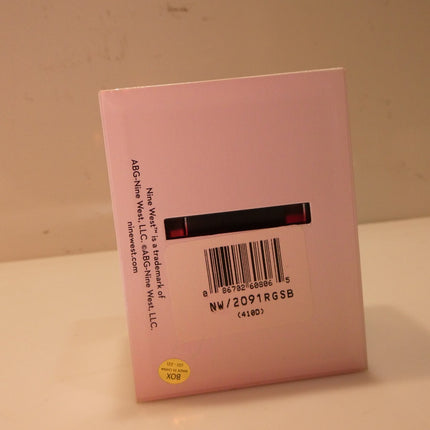 Nine West™ is a trademark of
ABG-Nine West, LLC. ©ABG-Nine West, LLC.
ninewest.com
0 86702 60806 5
NW/2091RGSB
(410D)
BOX